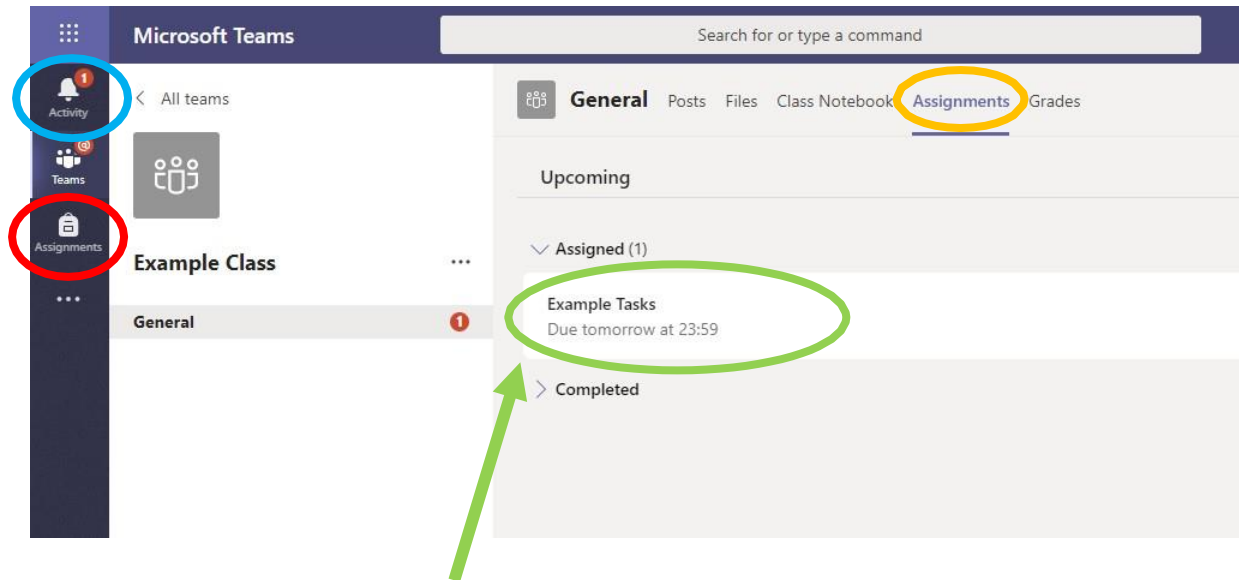 Microsoft Teams
Search for or type a command
1
Activity
@
Teams
Assignments
All teams
Example Class
General
1
General Posts Files Class Notebook Assignments Grades
Upcoming
Assigned (1)
Example Tasks
Due tomorrow at 23:59
Completed